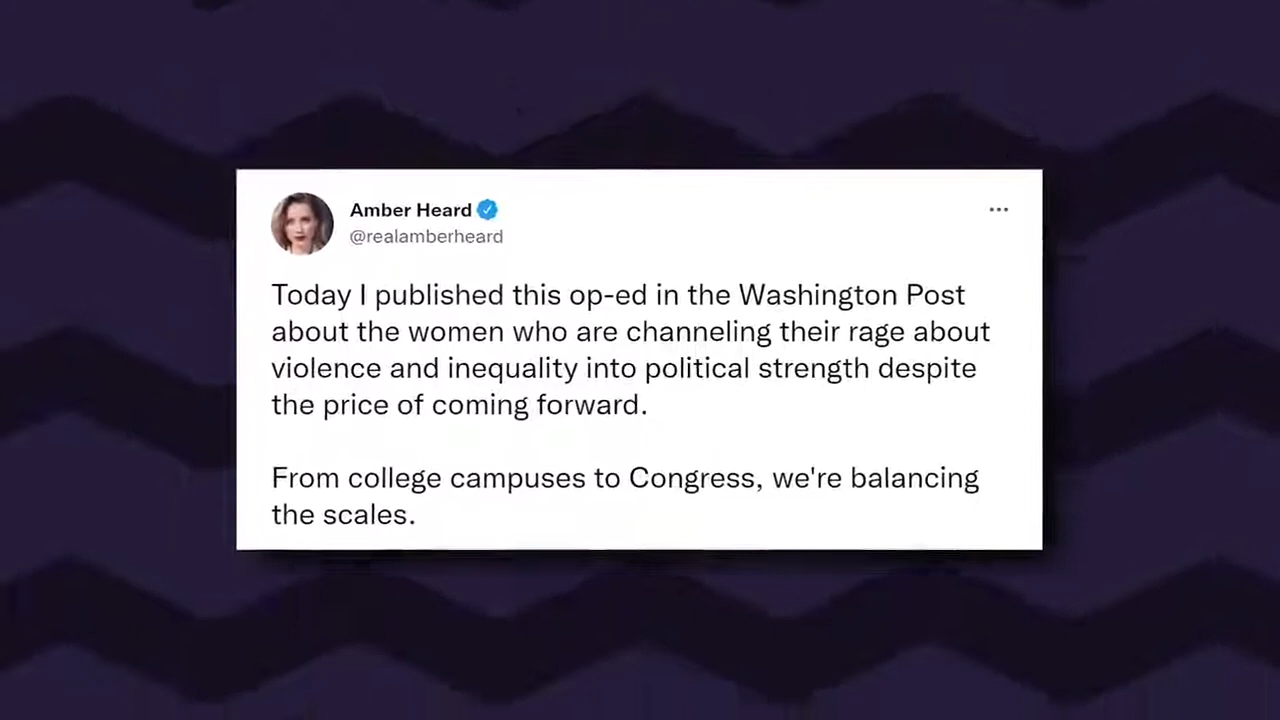 Amber Heard
@realamberheard
Today I published this op-ed in the Washington Post
about the women who are channeling their rage about
violence and inequality into political strength despite
the price of coming forward.
From college campuses to Congress, we're balancing
the scales.